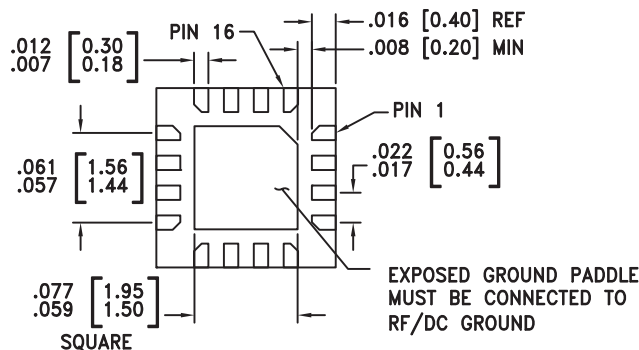 .016 [0.40] REF
.008 [0.20] MIN
PIN 16
.012 [0.30
.007 0.18]
PIN 1
.061 [1.56
.057 1.44]
.022 [0.56
.017 0.44]
.077 [1.95
.059 1.50]
SQUARE
EXPOSED GROUND PADDLE
MUST BE CONNECTED TO
RF/DC GROUND